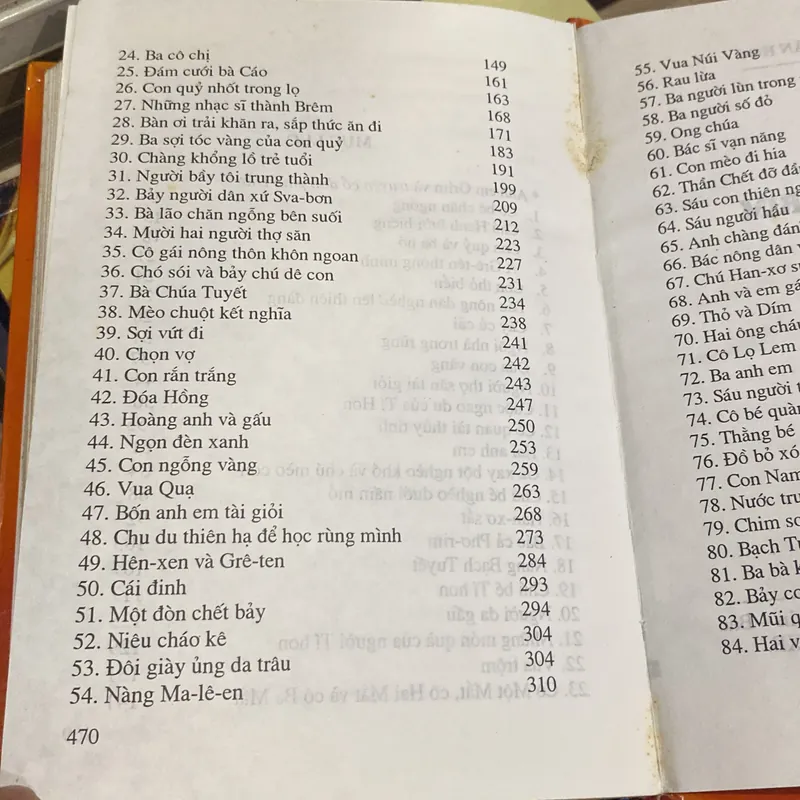 24. Ba cô chị 149
25. Đám cưới bà Cáo 161
26. Con quỷ nhốt trong lọ 163
27. Những nhạc sĩ thành Brêm 168
28. Bàn ơi trải khăn ra, sắp thức ăn đi 171
29. Ba sợi tóc vàng của con quỷ 183
30. Chàng khổng lồ trẻ tuổi 191
31. Người bầy tôi trung thành 199
32. Bảy người dân xứ Sva-bơn 209
33. Bà lão chăn ngỗng bên suối 212
34. Mười hai người thợ săn 223
35. Cô gái nông thôn khôn ngoan 227
36. Chó sói và bảy chú dê con 231
37. Bà Chúa Tuyết 234
38. Mèo chuột kết nghĩa 238
39. Sợi vứt đi 241
40. Chọn vợ 242
41. Con rắn trắng 243
42. Đóa Hồng 247
43. Hoàng anh và gấu 250
44. Ngọn đèn xanh 253
45. Con ngỗng vàng 259
46. Vua Quạ 263
47. Bốn anh em tài giỏi 268
48. Chu du thiên hạ để học rùng mình 273
49. Hên-xen và Grê-ten 284
50. Cái đinh 293
51. Một đòn chết bảy 294
52. Niêu cháo kê 304
53. Đôi giày ủng da trâu 304
54. Nàng Ma-lê-en 310
470
55. Vua Núi Vàng
56. Rau lừa
57. Ba người lùn trong
58. Ba người số đỏ
59. Ong chúa
60. Bác sĩ vạn năng
61. Con mèo đi hia
62. Thần Chết đỡ đầ
63. Sáu con thiên ng
64. Sáu người hầu
65. Anh chàng đán
66. Bác nông dân
67. Chú Han-xơ s
68. Anh và em gá
69. Thỏ và Dím
70. Hai ông chán
71. Cô Lọ Lem
72. Ba anh em
73. Sáu người t
74. Cô bé quàn
75. Thằng bé
76. Đồ bỏ xó
77. Con Nam
78. Nước trư
79. Chim sơ
80. Bạch Tu
81. Ba bà k
82. Bảy co
83. Mũi q
84. Hai v